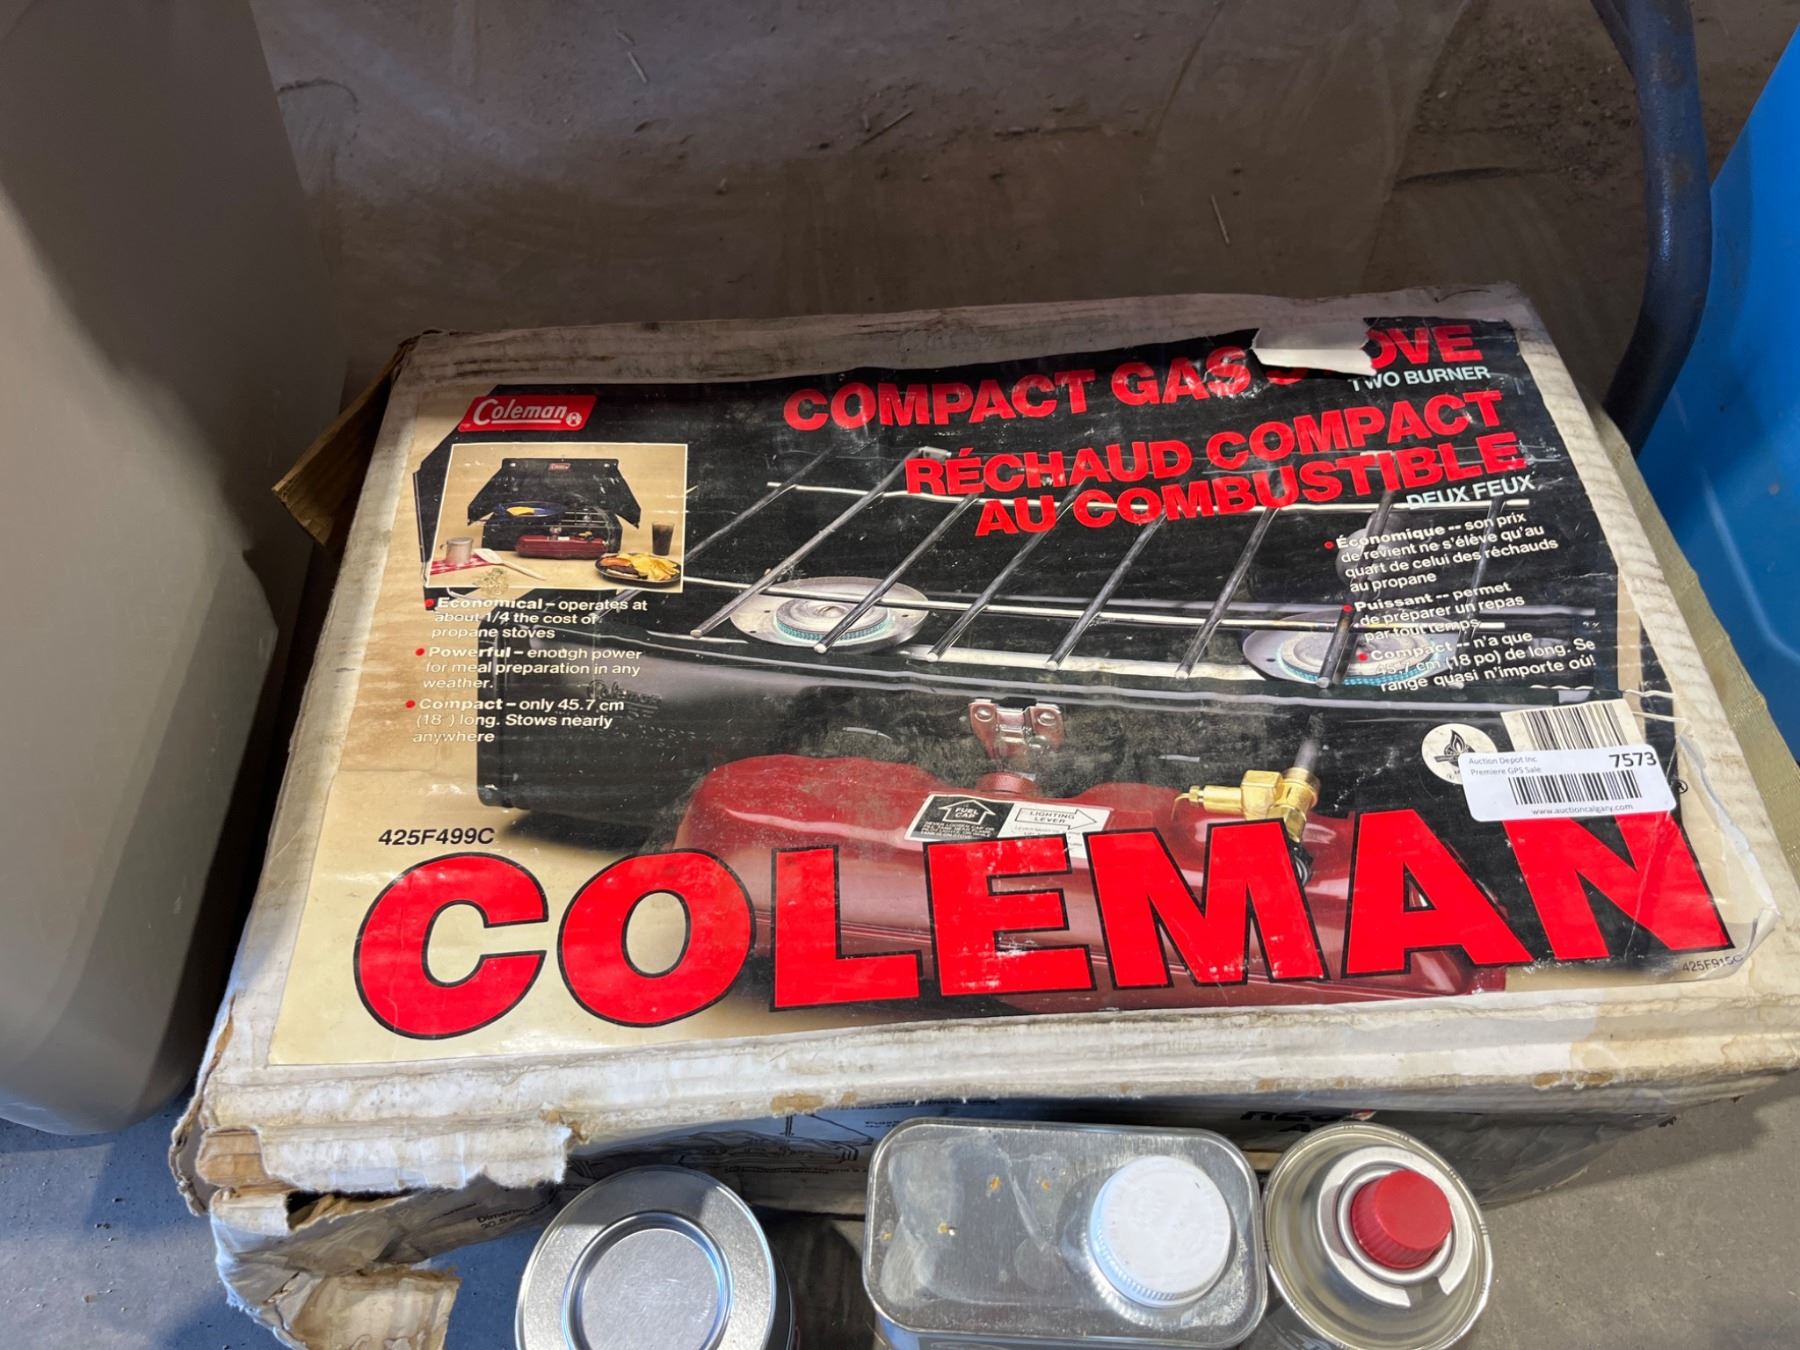 Coleman
COMPACT GAS OVE
TWO BURNER
RÉCHAUD COMPACT
AU COMBUSTIBLE
DEUX FEUX
• Economical – operates at
about 1/4 the cost of
propane stoves
• Powerful – enough power
for meal preparation in any
weather.
• Compact – only 45.7 cm
(18") long. Stows nearly
anywhere
• Économique -- son prix
de revient ne s'élève qu'au
quart de celui des réchauds
au propane
• Puissant -- permet
de préparer un repas
par tout temps
• Compact -- n'a que
45.7 cm (18 po) de long. Se
range quasi n'importe où!
FUEL
CAP
LIGHTING
LEVER
Auction Depot Inc
Premiere GPS Sale
7573
www.auctioncalgary.com
425F499C
COLEMAN
®
425F915C